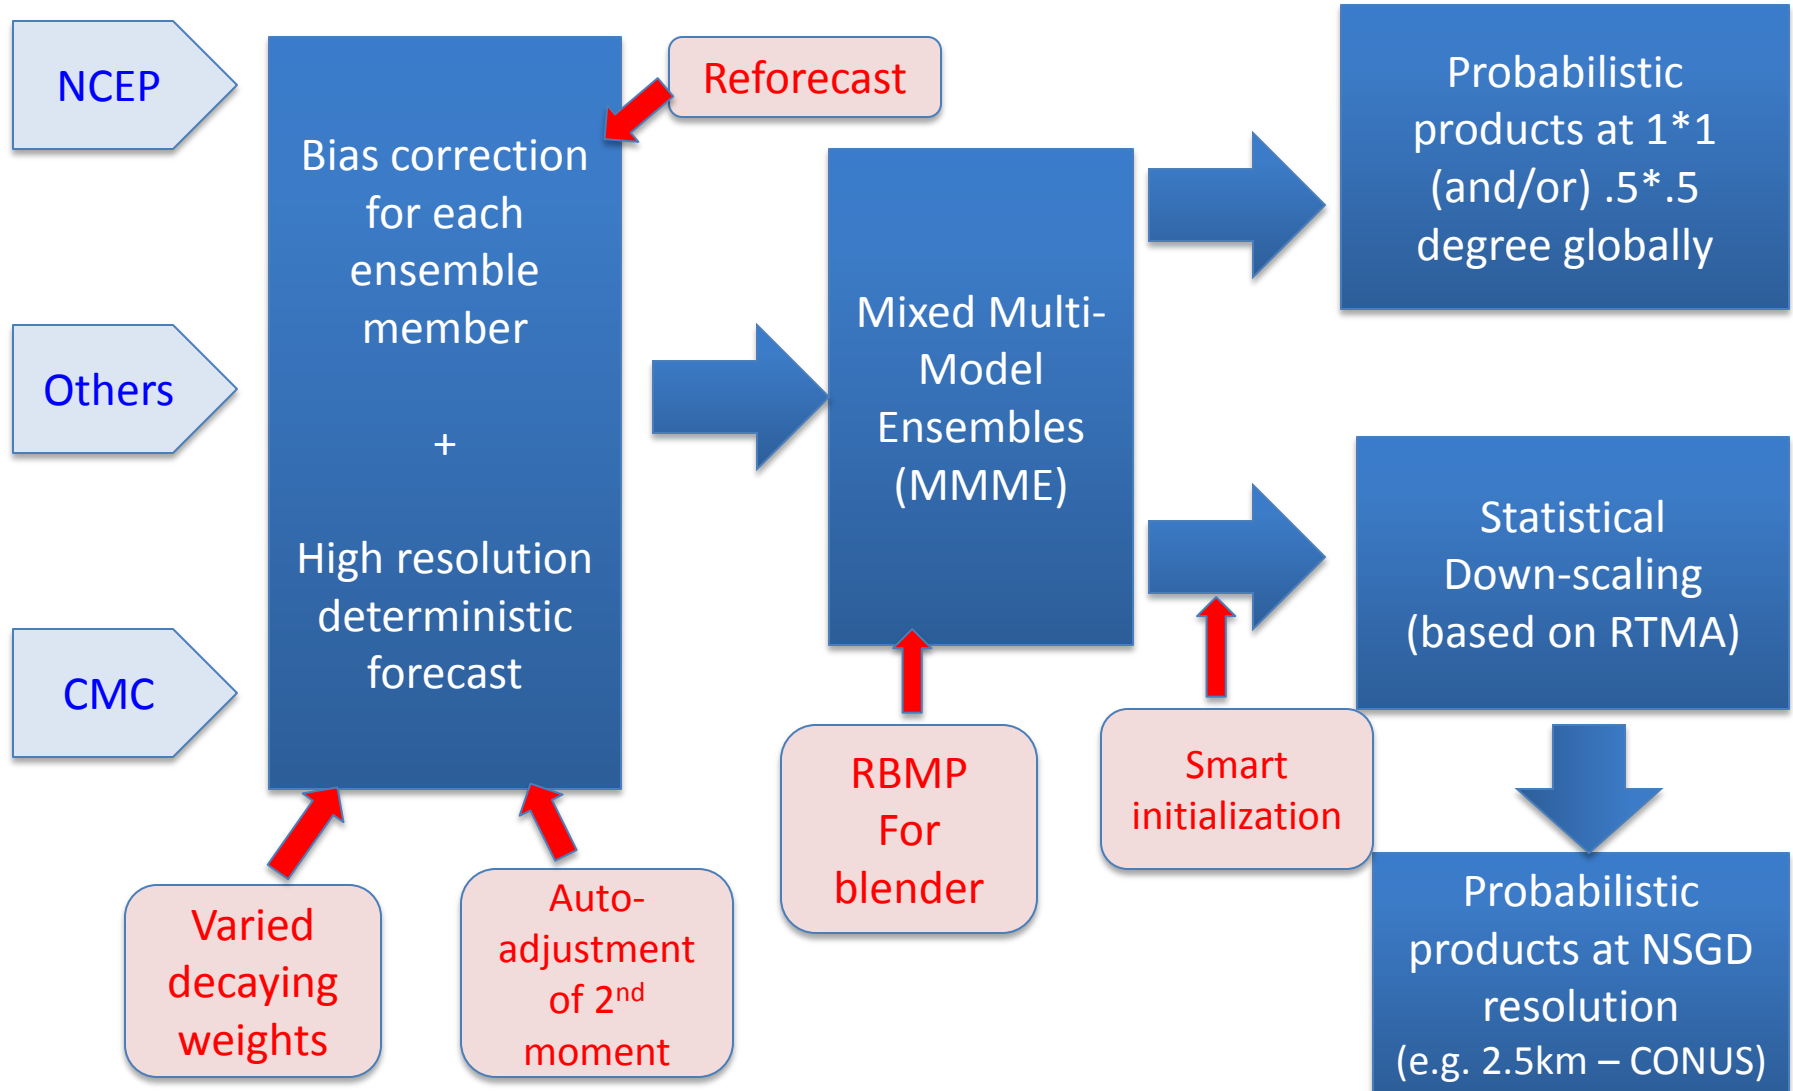 NCEP
Others
CMC
Bias correction
for each
ensemble
member
+
High resolution
deterministic
forecast
Reforecast
Varied
decaying
weights
Auto-
adjustment
of 2nd
moment
Mixed Multi-
Model
Ensembles
(MMME)
RBMP
For
blender
Smart
initialization
Probabilistic
products at 1*1
(and/or) .5*.5
degree globally
Statistical
Down-scaling
(based on RTMA)
Probabilistic
products at NSGD
resolution
(e.g. 2.5km – CONUS)